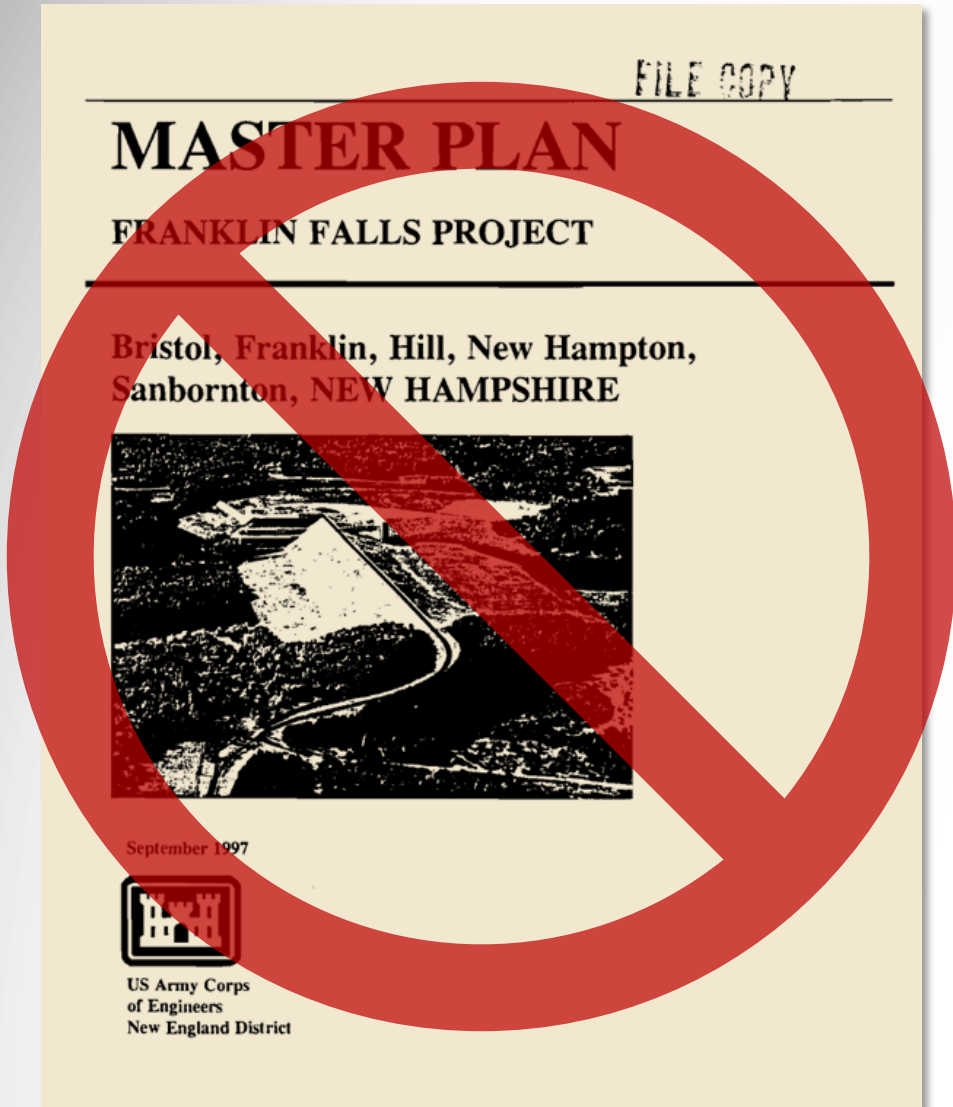 FILE COPY
MASTER PLAN
FRANKLIN FALLS PROJECT
Bristol, Franklin, Hill, New Hampton,
Sanbornton, NEW HAMPSHIRE
September 1997
US Army Corps
of Engineers
New England District